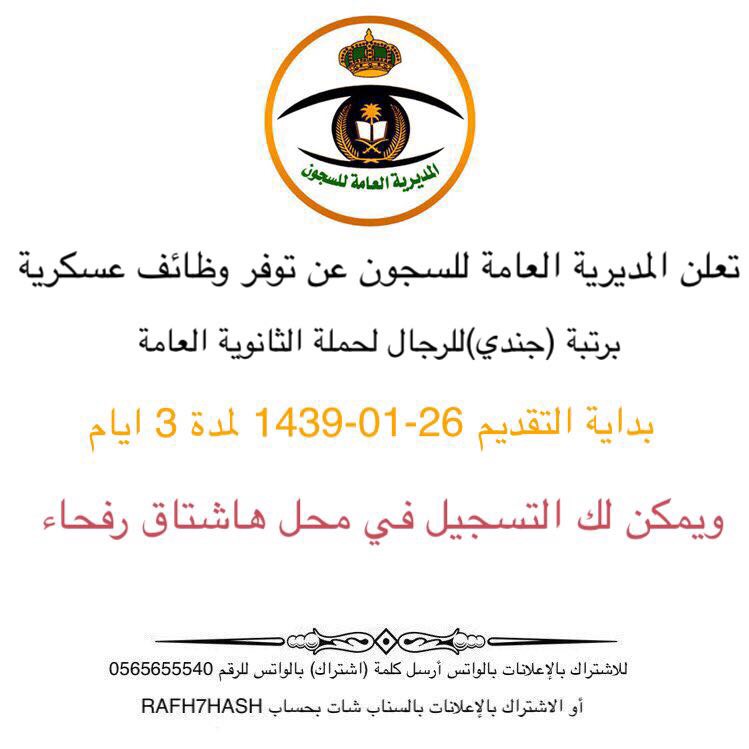 المديرية العامة للسجون
تعلن المديرية العامة للسجون عن توفر وظائف عسكرية
برتبة (جندي)للرجال لحملة الثانوية العامة
بداية التقديم 26-01-1439 لمدة 3 ايام
ويمكن لك التسجيل في محل هاشتاق رفحاء
للاشتراك بالإعلانات بالواتس أرسل كلمة (اشتراك) بالواتس للرقم 0565655540
أو الاشتراك بالإعلانات بالسناب شات بحساب RAFH7HASH